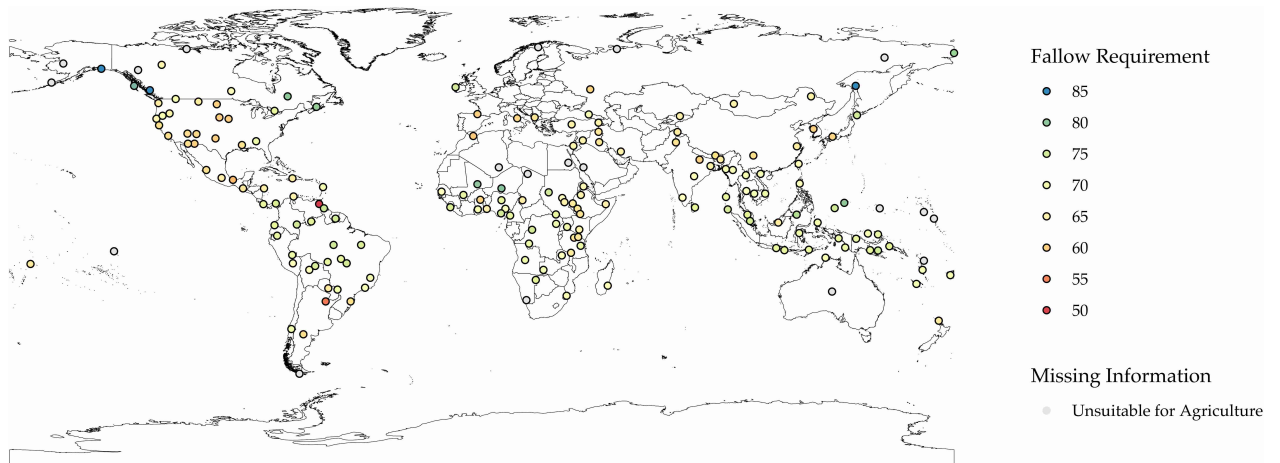 Fallow Requirement
85
80
75
70
65
60
55
50
Missing Information
Unsuitable for Agriculture